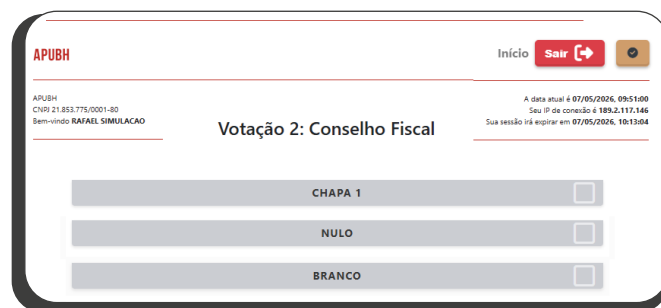 APUBH
Início
Sair
APUBH
CNPJ 21.853.775/0001-80
Bem-vindo RAFAEL SIMULACAO
A data atual é 07/05/2026, 09:51:00
Seu IP de conexão é 189.2.117.146
Sua sessão irá expirar em 07/05/2026, 10:13:04
Votação 2: Conselho Fiscal
CHAPA 1
NULO
BRANCO